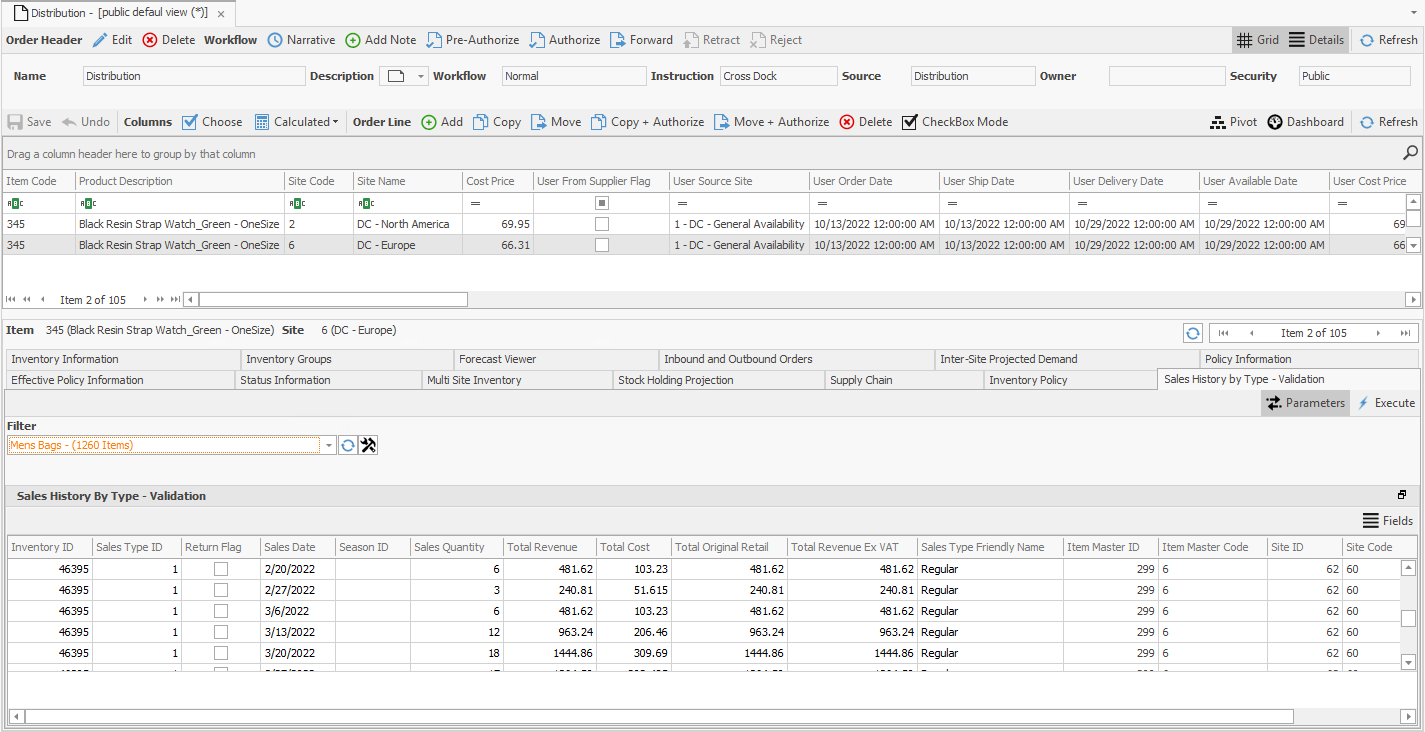 Distribution - [public defaul view (*)] ×
Order Header Edit Delete Workflow Narrative Add Note Pre-Authorize Authorize Forward Retract Reject Grid Details Refresh
Name Distribution Description Workflow Normal Instruction Cross Dock Source Distribution Owner Security Public
Save Undo Columns Choose Calculated Order Line Add Copy Move Copy + Authorize Move + Authorize Delete CheckBox Mode Pivot Dashboard Refresh
Drag a column header here to group by that column
Item Code Product Description Site Code Site Name Cost Price User From Supplier Flag User Source Site User Order Date User Ship Date User Delivery Date User Available Date User Cost Price
ABC ABC ABC ABC = = = = = = =
345 Black Resin Strap Watch_Green - OneSize 2 DC - North America 69.95 1 - DC - General Availability 10/13/2022 12:00:00 AM 10/13/2022 12:00:00 AM 10/29/2022 12:00:00 AM 10/29/2022 12:00:00 AM 69
345 Black Resin Strap Watch_Green - OneSize 6 DC - Europe 66.31 1 - DC - General Availability 10/13/2022 12:00:00 AM 10/13/2022 12:00:00 AM 10/29/2022 12:00:00 AM 10/29/2022 12:00:00 AM 66
Item 2 of 105
Item 345 (Black Resin Strap Watch_Green - OneSize) Site 6 (DC - Europe) Item 2 of 105
Inventory Information Inventory Groups Forecast Viewer Inbound and Outbound Orders Inter-Site Projected Demand Policy Information
Effective Policy Information Status Information Multi Site Inventory Stock Holding Projection Supply Chain Inventory Policy Sales History by Type - Validation
Parameters Execute
Filter
Mens Bags - (1260 Items)
Sales History By Type - Validation
Fields
Inventory ID Sales Type ID Return Flag Sales Date Season ID Sales Quantity Total Revenue Total Cost Total Original Retail Total Revenue Ex VAT Sales Type Friendly Name Item Master ID Item Master Code Site ID Site Code
46395 1 2/20/2022 6 481.62 103.23 481.62 481.62 Regular 299 6 62 60
46395 1 2/27/2022 3 240.81 51.615 240.81 240.81 Regular 299 6 62 60
46395 1 3/6/2022 6 481.62 103.23 481.62 481.62 Regular 299 6 62 60
46395 1 3/13/2022 12 963.24 206.46 963.24 963.24 Regular 299 6 62 60
46395 1 3/20/2022 18 1444.86 309.69 1444.86 1444.86 Regular 299 6 62 60